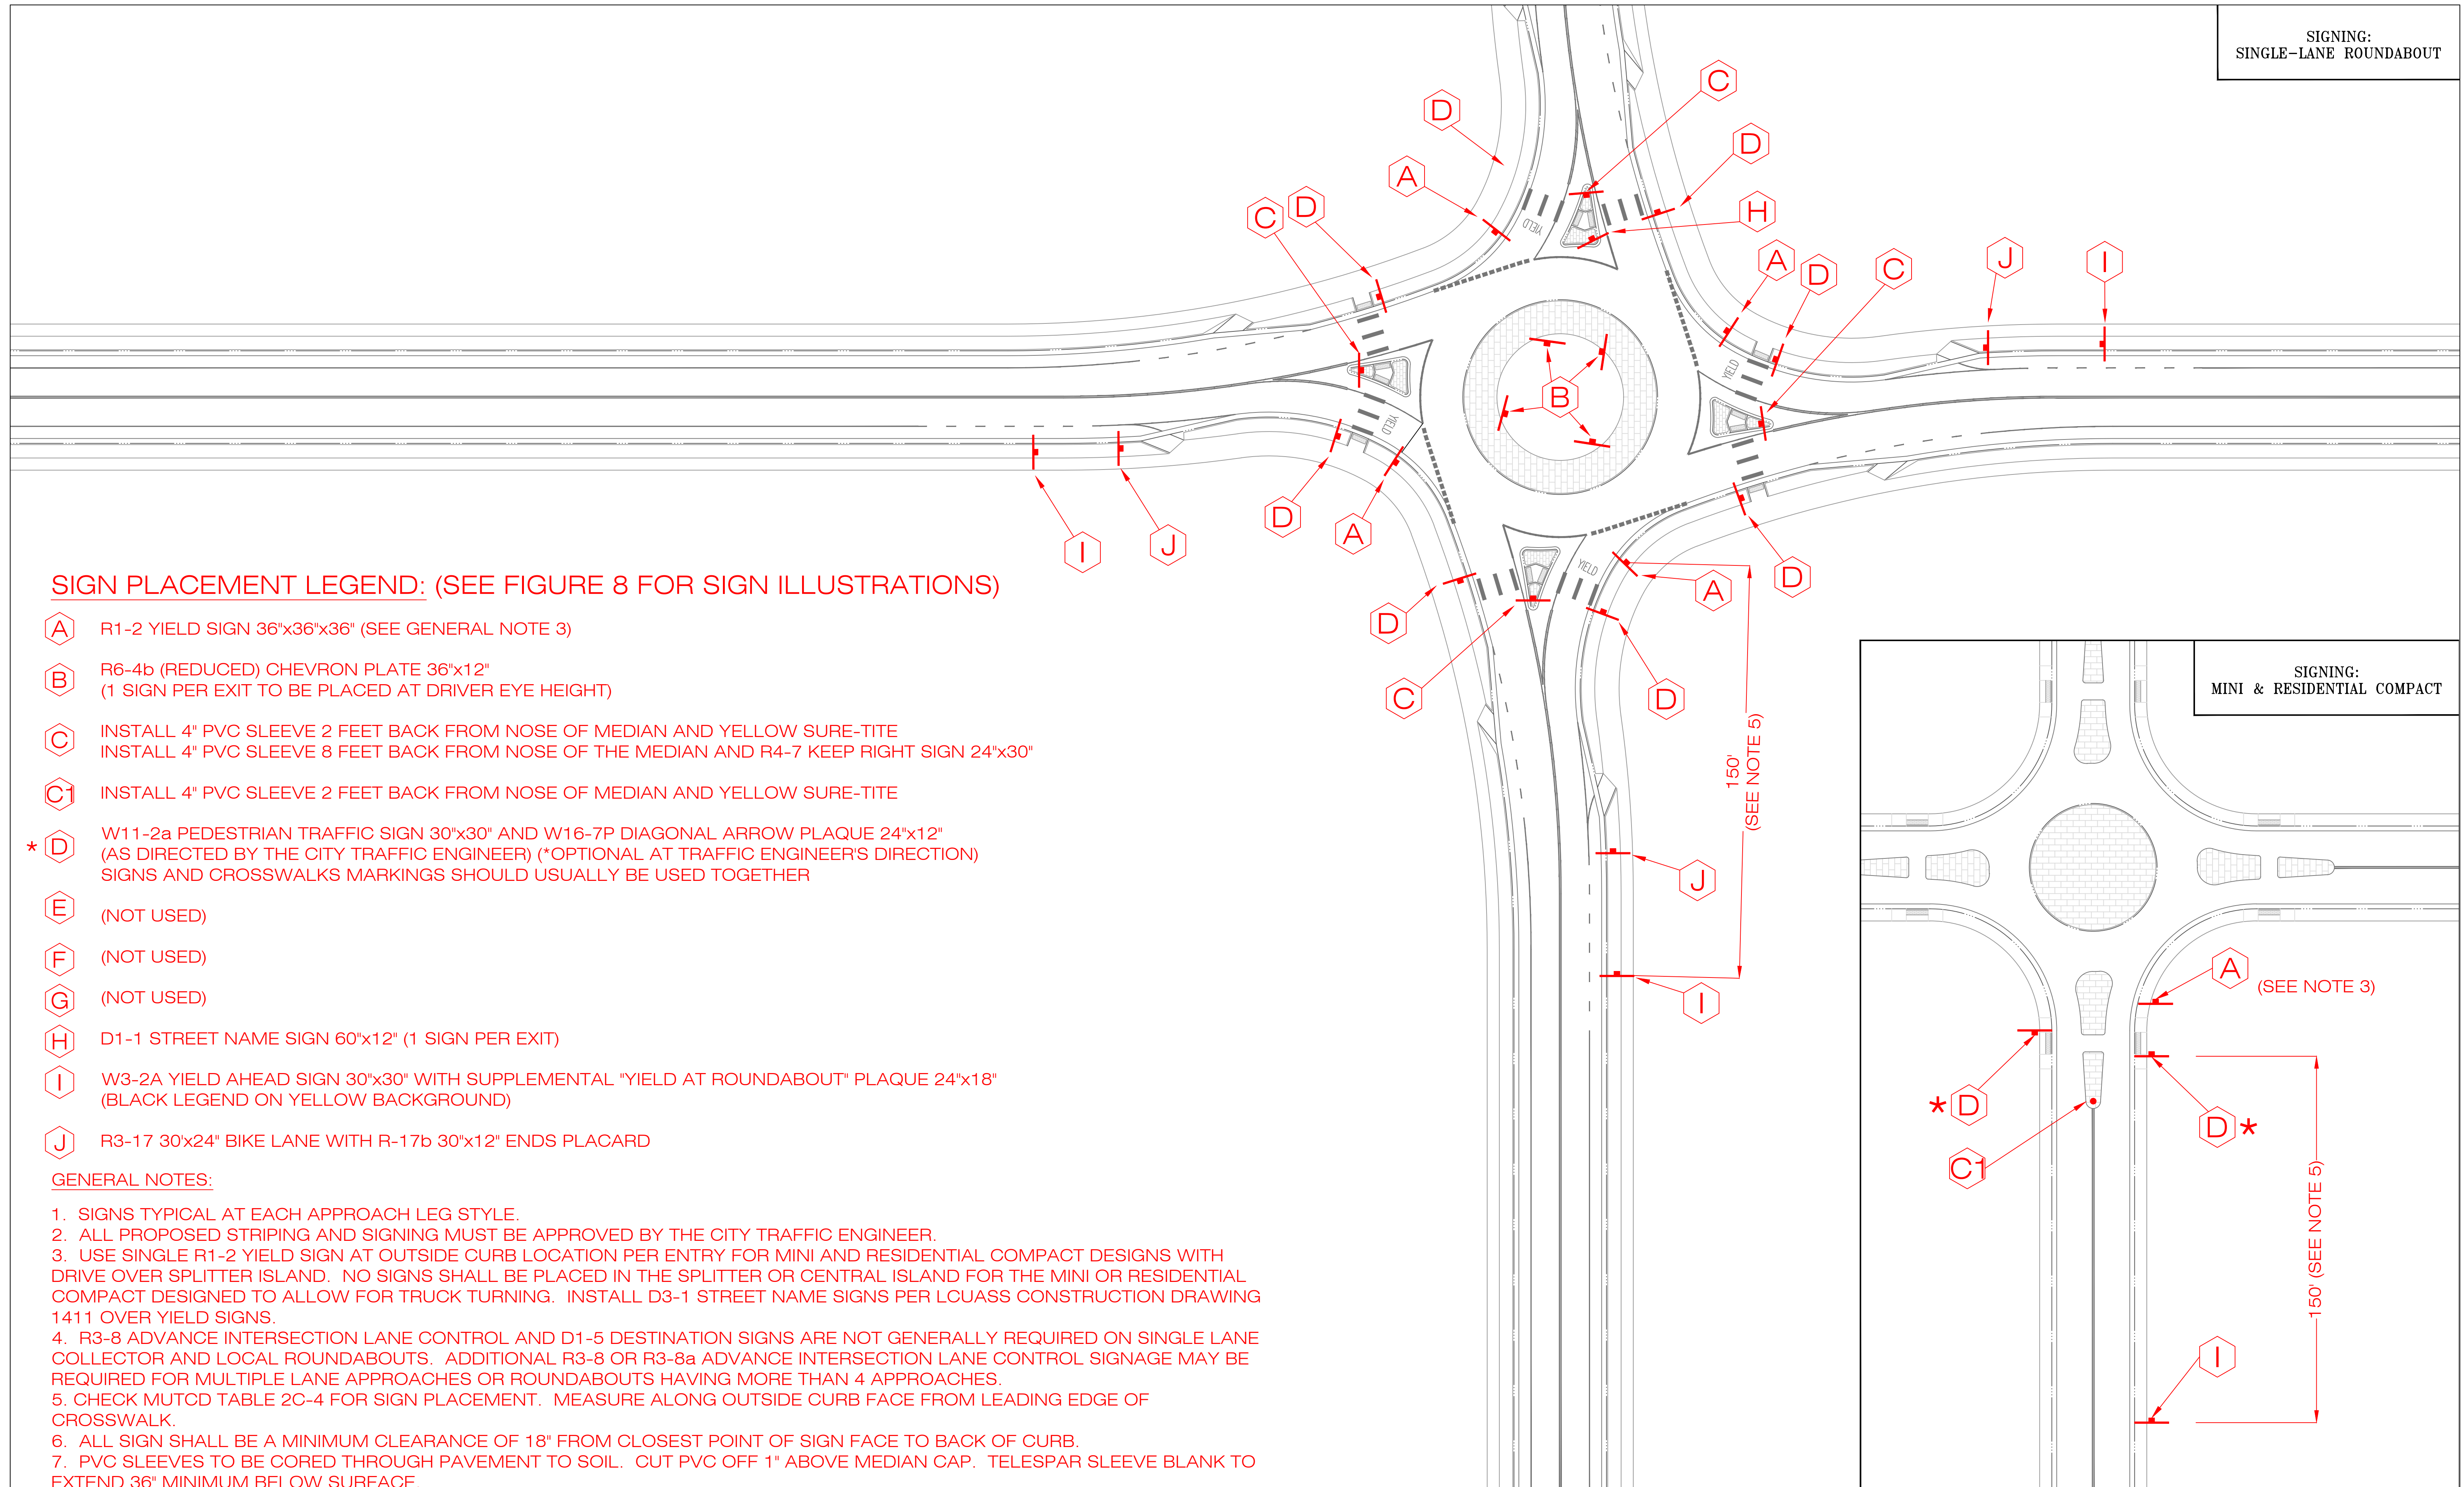 SIGNING:
SINGLE-LANE ROUNDABOUT
C
D
D
A
H
C
D
A
D
C
J
I
B
YIELD
YIELD
YIELD
YIELD
D
A
I
J
D
C
A
D
D
150'
(SEE NOTE 5)
J
I
SIGN PLACEMENT LEGEND: (SEE FIGURE 8 FOR SIGN ILLUSTRATIONS)
A R1-2 YIELD SIGN 36"x36"x36" (SEE GENERAL NOTE 3)
B R6-4b (REDUCED) CHEVRON PLATE 36"x12"
(1 SIGN PER EXIT TO BE PLACED AT DRIVER EYE HEIGHT)
C INSTALL 4" PVC SLEEVE 2 FEET BACK FROM NOSE OF MEDIAN AND YELLOW SURE-TITE
INSTALL 4" PVC SLEEVE 8 FEET BACK FROM NOSE OF THE MEDIAN AND R4-7 KEEP RIGHT SIGN 24"x30"
C1 INSTALL 4" PVC SLEEVE 2 FEET BACK FROM NOSE OF MEDIAN AND YELLOW SURE-TITE
* D W11-2a PEDESTRIAN TRAFFIC SIGN 30"x30" AND W16-7P DIAGONAL ARROW PLAQUE 24"x12"
(AS DIRECTED BY THE CITY TRAFFIC ENGINEER) (*OPTIONAL AT TRAFFIC ENGINEER'S DIRECTION)
SIGNS AND CROSSWALKS MARKINGS SHOULD USUALLY BE USED TOGETHER
E (NOT USED)
F (NOT USED)
G (NOT USED)
H D1-1 STREET NAME SIGN 60"x12" (1 SIGN PER EXIT)
I W3-2A YIELD AHEAD SIGN 30"x30" WITH SUPPLEMENTAL "YIELD AT ROUNDABOUT" PLAQUE 24"x18"
(BLACK LEGEND ON YELLOW BACKGROUND)
J R3-17 30'x24" BIKE LANE WITH R-17b 30"x12" ENDS PLACARD
GENERAL NOTES:
1. SIGNS TYPICAL AT EACH APPROACH LEG STYLE.
2. ALL PROPOSED STRIPING AND SIGNING MUST BE APPROVED BY THE CITY TRAFFIC ENGINEER.
3. USE SINGLE R1-2 YIELD SIGN AT OUTSIDE CURB LOCATION PER ENTRY FOR MINI AND RESIDENTIAL COMPACT DESIGNS WITH
DRIVE OVER SPLITTER ISLAND. NO SIGNS SHALL BE PLACED IN THE SPLITTER OR CENTRAL ISLAND FOR THE MINI OR RESIDENTIAL
COMPACT DESIGNED TO ALLOW FOR TRUCK TURNING. INSTALL D3-1 STREET NAME SIGNS PER LCUASS CONSTRUCTION DRAWING
1411 OVER YIELD SIGNS.
4. R3-8 ADVANCE INTERSECTION LANE CONTROL AND D1-5 DESTINATION SIGNS ARE NOT GENERALLY REQUIRED ON SINGLE LANE
COLLECTOR AND LOCAL ROUNDABOUTS. ADDITIONAL R3-8 OR R3-8a ADVANCE INTERSECTION LANE CONTROL SIGNAGE MAY BE
REQUIRED FOR MULTIPLE LANE APPROACHES OR ROUNDABOUTS HAVING MORE THAN 4 APPROACHES.
5. CHECK MUTCD TABLE 2C-4 FOR SIGN PLACEMENT. MEASURE ALONG OUTSIDE CURB FACE FROM LEADING EDGE OF
CROSSWALK.
6. ALL SIGN SHALL BE A MINIMUM CLEARANCE OF 18" FROM CLOSEST POINT OF SIGN FACE TO BACK OF CURB.
7. PVC SLEEVES TO BE CORED THROUGH PAVEMENT TO SOIL. CUT PVC OFF 1" ABOVE MEDIAN CAP. TELESPAR SLEEVE BLANK TO
EXTEND 36" MINIMUM BELOW SURFACE.
SIGNING:
MINI & RESIDENTIAL COMPACT
A (SEE NOTE 3)
*D
D*
C1
150' (SEE NOTE 5)
I